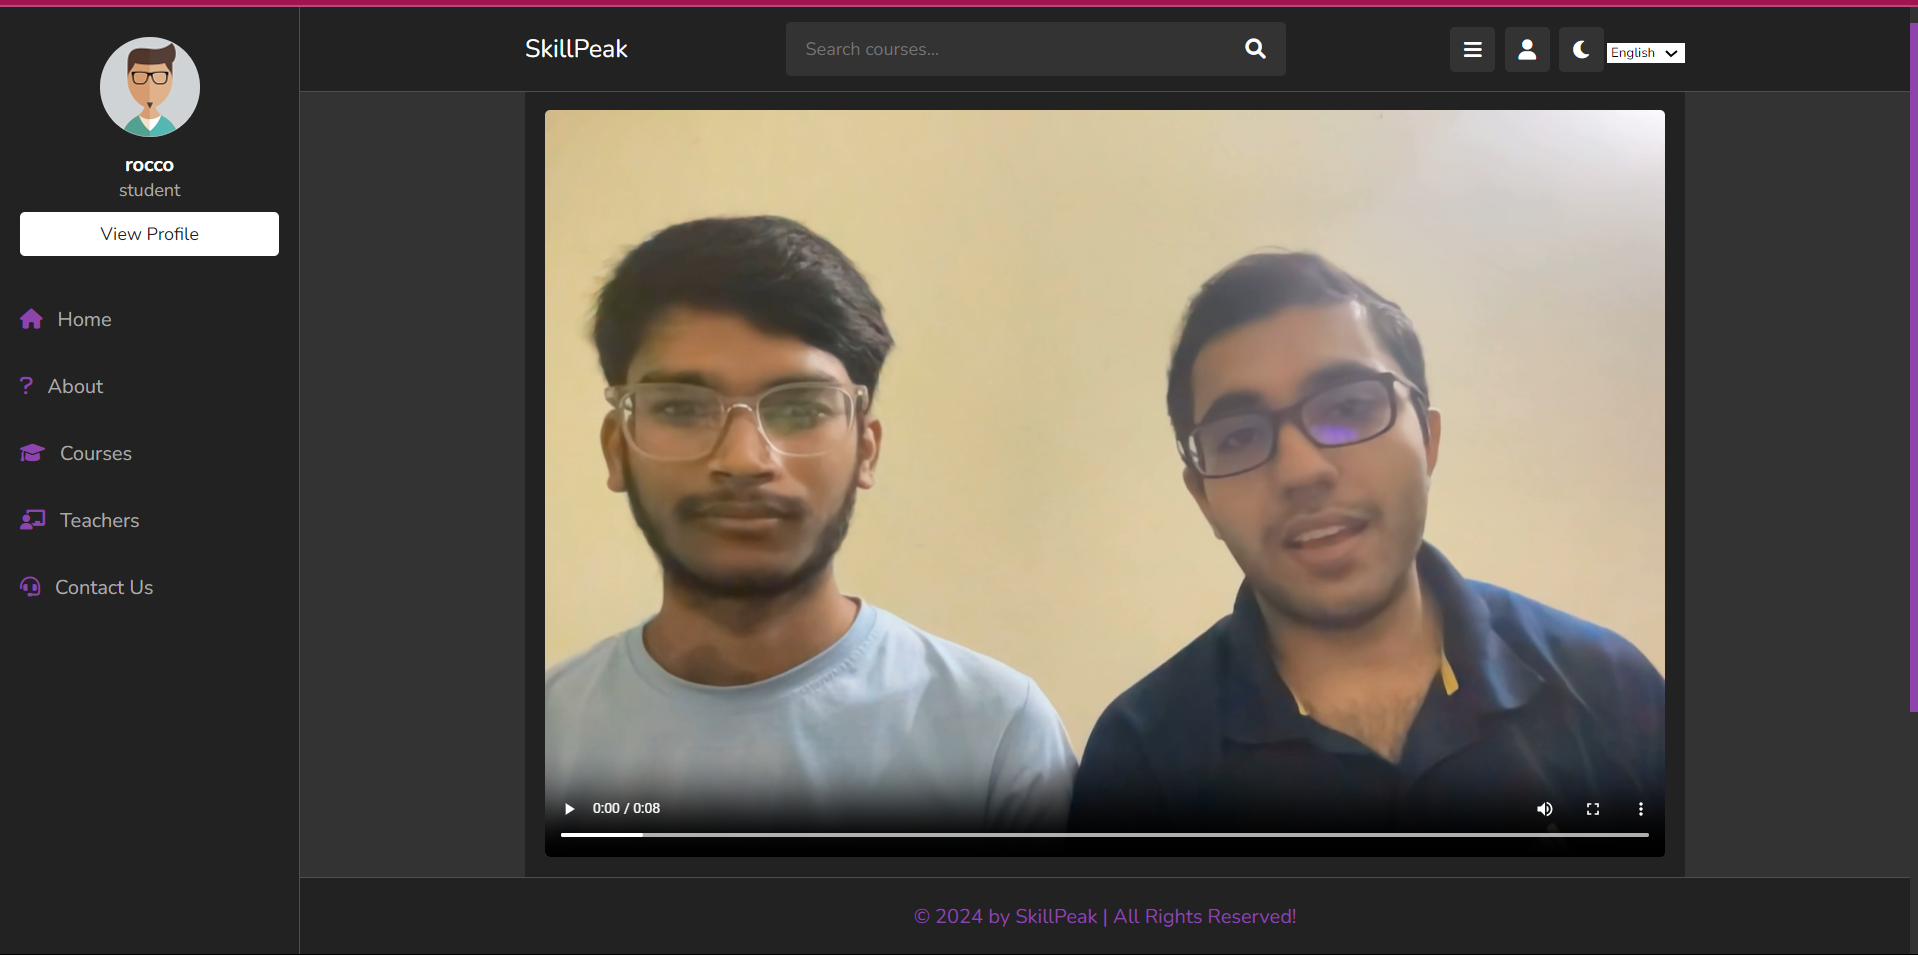 rocco
student
View Profile
Home
About
Courses
Teachers
Contact Us
SkillPeak
Search courses...
English
0:00 / 0:08
© 2024 by SkillPeak | All Rights Reserved!